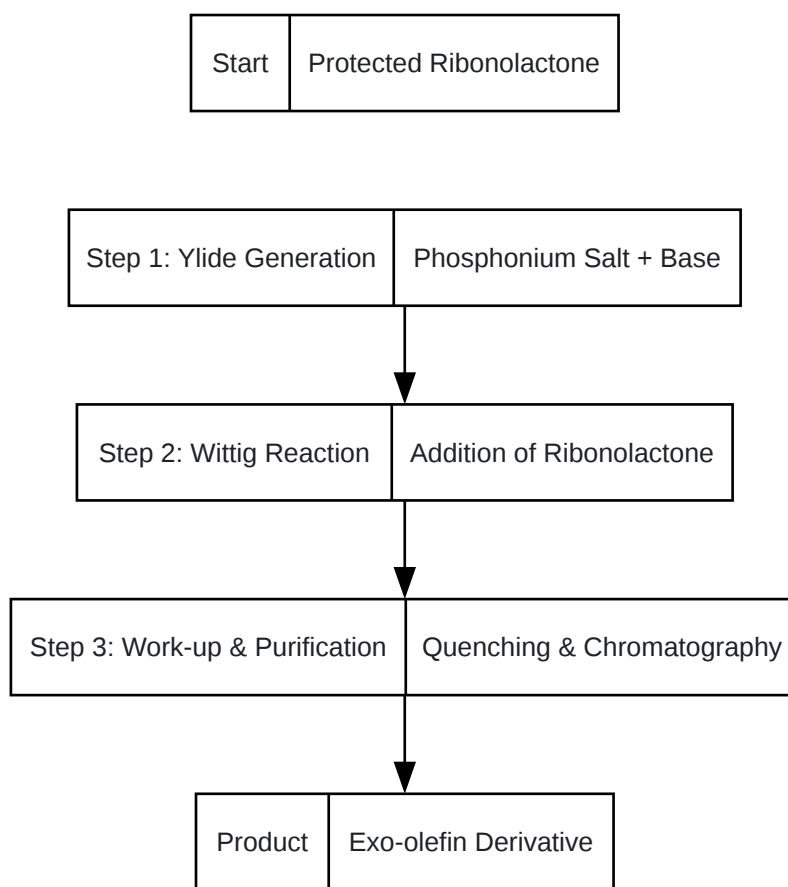 Start Protected Ribonolactone
Step 1: Ylide Generation Phosphonium Salt + Base
Step 2: Wittig Reaction Addition of Ribonolactone
Step 3: Work-up & Purification Quenching & Chromatography
Product Exo-olefin Derivative